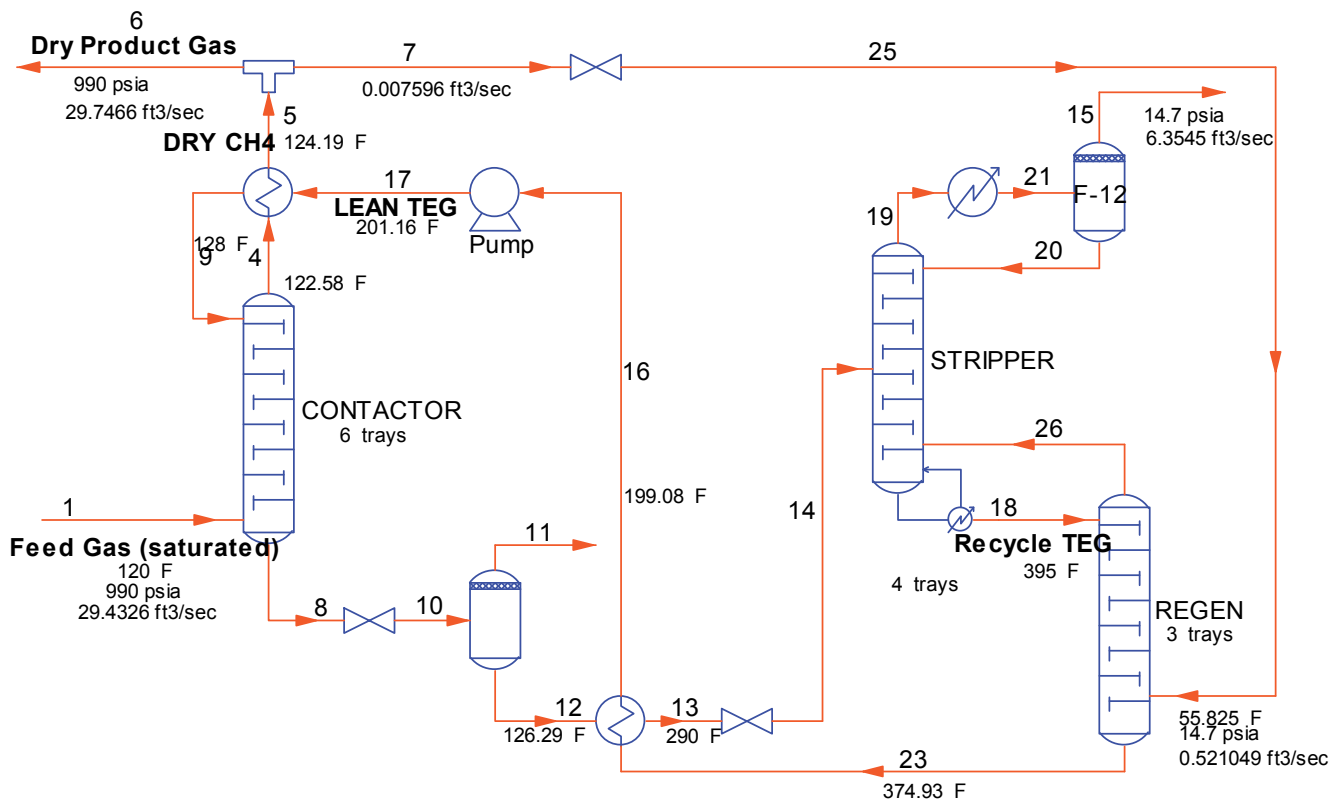 6
Dry Product Gas
990 psia
29.7466 ft3/sec
7
0.007596 ft3/sec
25
5
DRY CH4
124.19 F
15
14.7 psia
6.3545 ft3/sec
17
LEAN TEG
201.16 F
Pump
19
21
F-12
20
128 F
9
4
122.58 F
CONTACTOR
6 trays
16
199.08 F
STRIPPER
14
26
18
Recycle TEG
395 F
4 trays
REGEN
3 trays
1
Feed Gas (saturated)
120 F
990 psia
29.4326 ft3/sec
11
8
10
12
126.29 F
13
290 F
55.825 F
14.7 psia
0.521049 ft3/sec
23
374.93 F